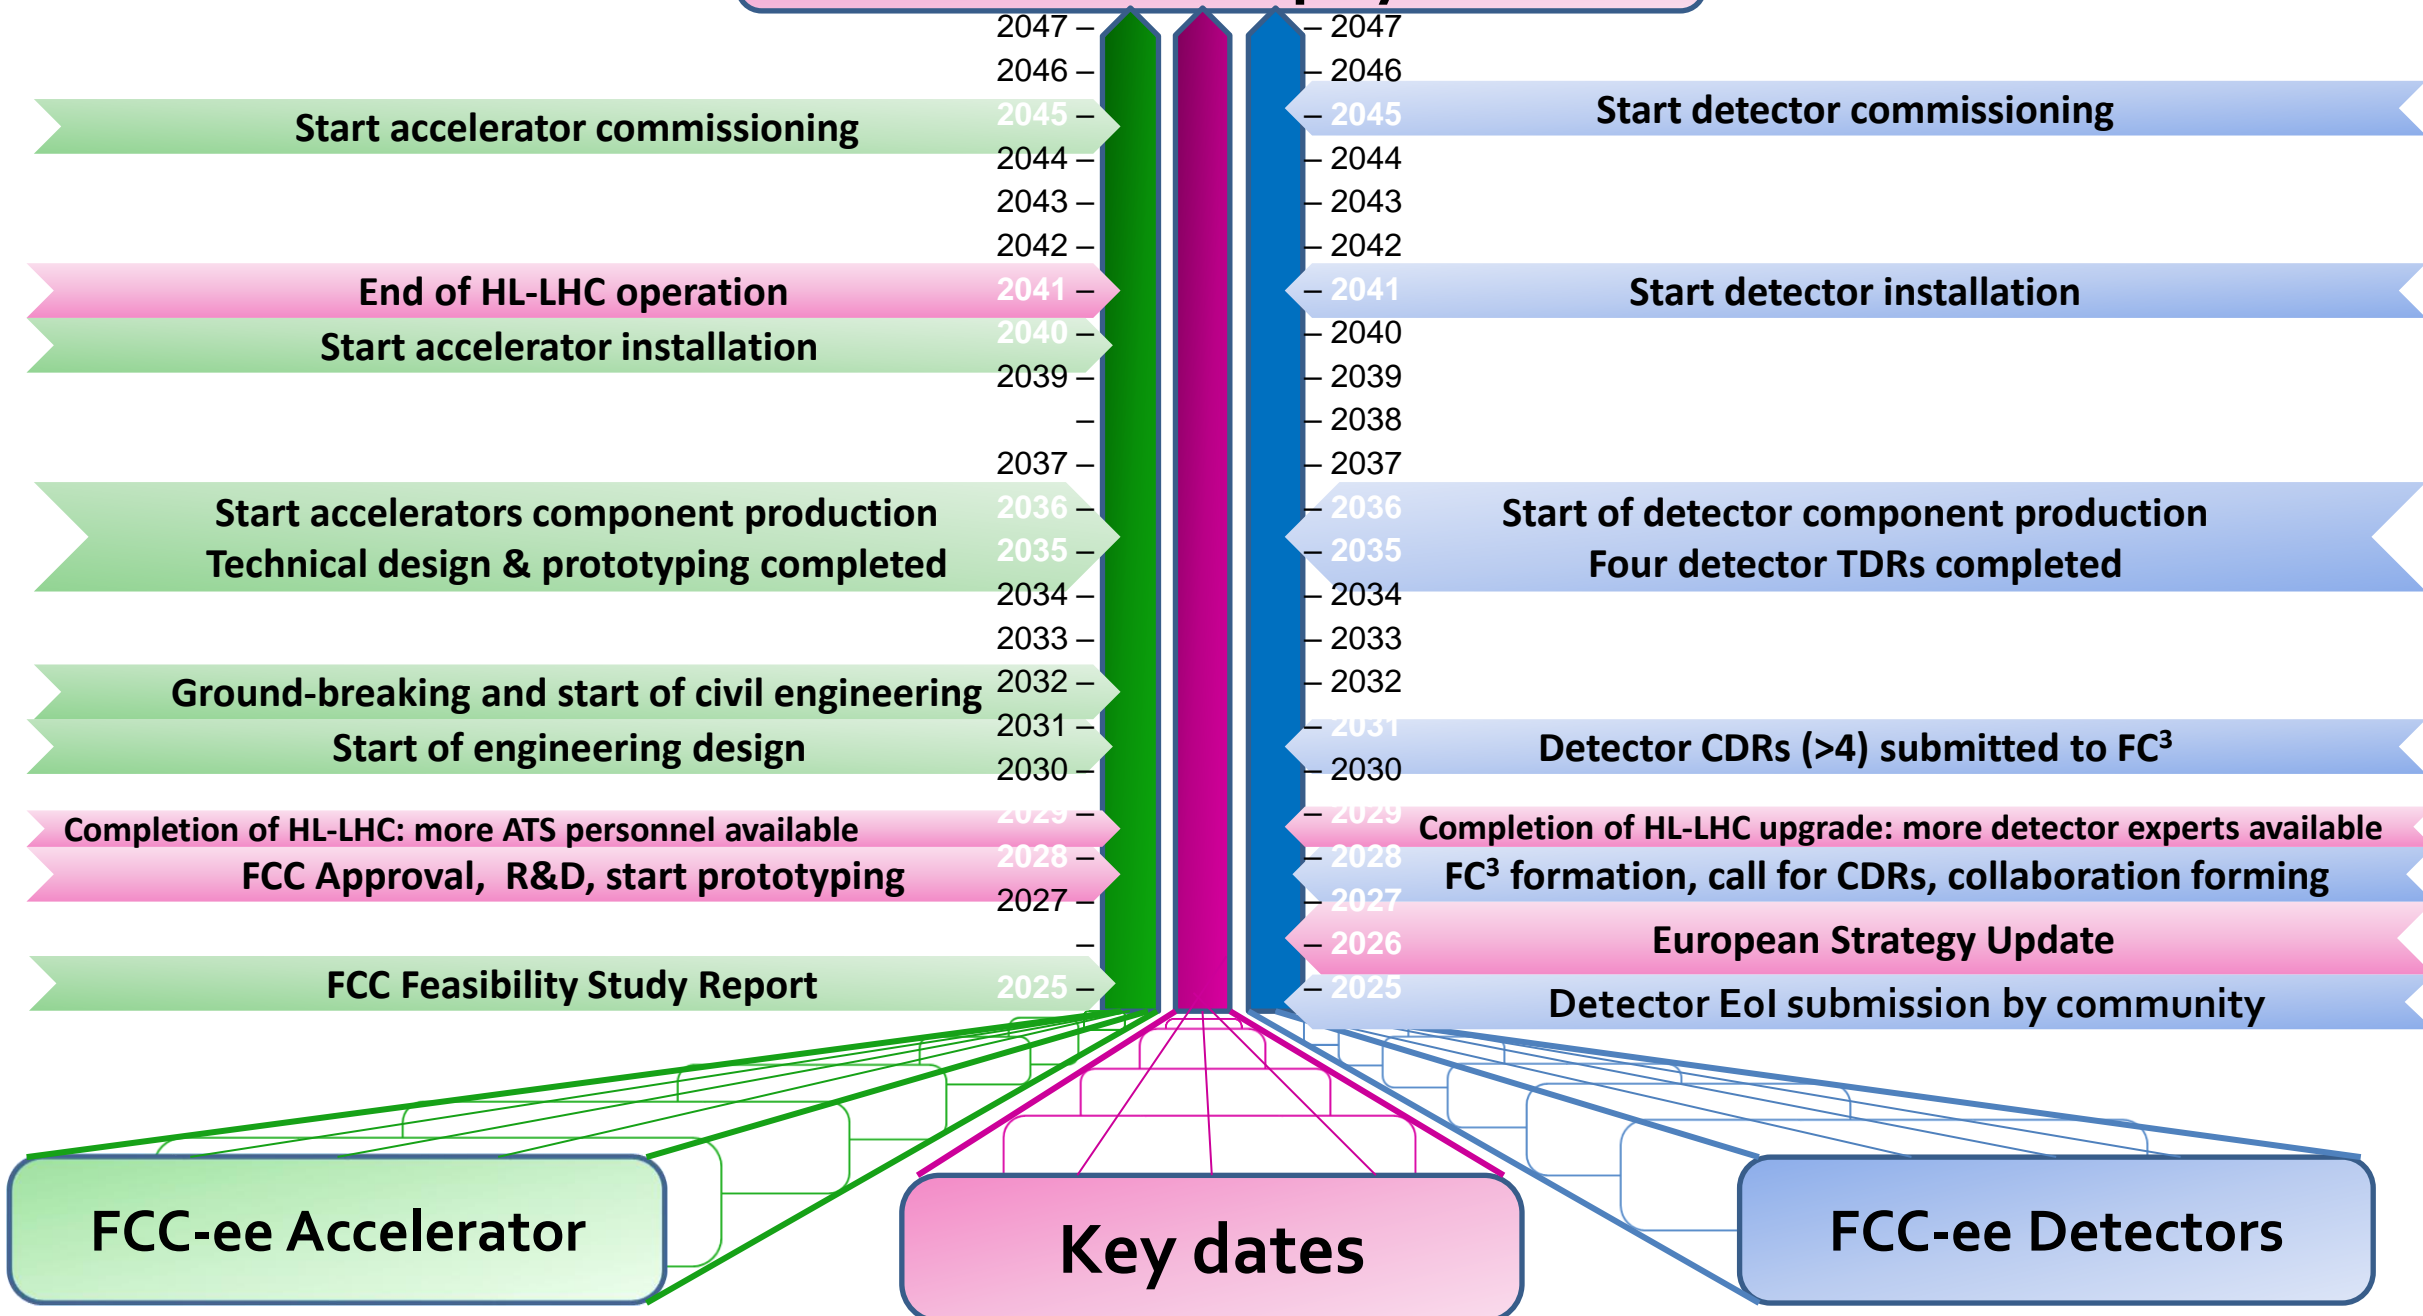 2047 – – 2047
2046 – – 2046
Start accelerator commissioning 2045 – – 2045 Start detector commissioning
2044 – – 2044
2043 – – 2043
2042 – – 2042
End of HL-LHC operation 2041 – – 2041 Start detector installation
2040 – – 2040
Start accelerator installation
2039 – – 2039
– – 2038
2037 – – 2037
Start accelerators component production 2036 – – 2036 Start of detector component production
Technical design & prototyping completed 2035 – – 2035 Four detector TDRs completed
2034 – – 2034
2033 – – 2033
Ground-breaking and start of civil engineering 2032 – – 2032
2031 – – 2031
Start of engineering design Detector CDRs (>4) submitted to FC³
2030 – – 2030
2029 – – 2029
Completion of HL-LHC: more ATS personnel available Completion of HL-LHC upgrade: more detector experts available
2028 – – 2028
FCC Approval, R&D, start prototyping FC³ formation, call for CDRs, collaboration forming
2027 – – 2027
– – 2026 European Strategy Update
FCC Feasibility Study Report 2025 – – 2025 Detector EoI submission by community
FCC-ee Accelerator
Key dates
FCC-ee Detectors